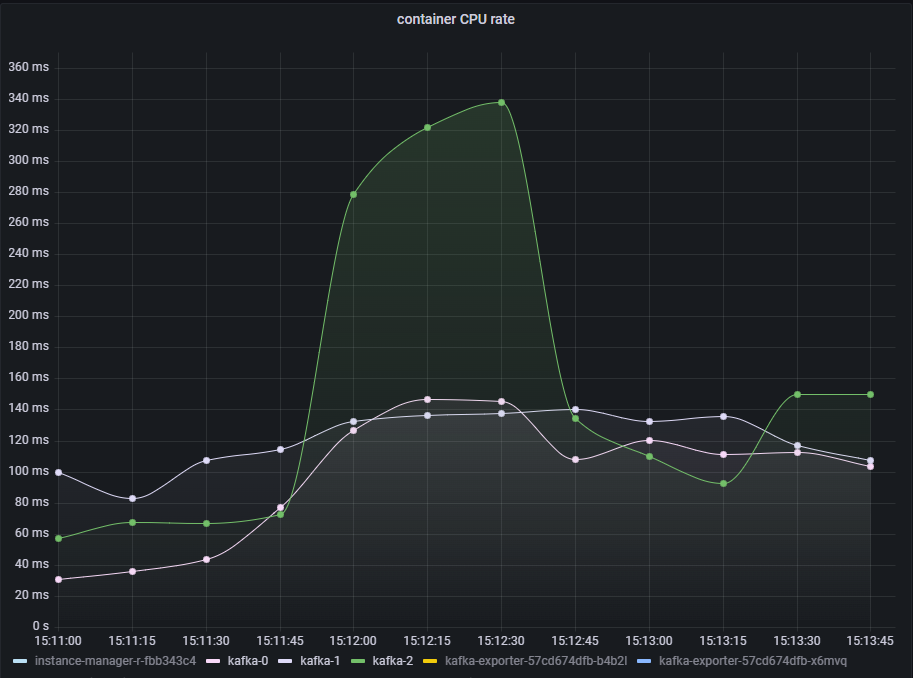 container CPU rate
360 ms
340 ms
320 ms
300 ms
280 ms
260 ms
240 ms
220 ms
200 ms
180 ms
160 ms
140 ms
120 ms
100 ms
80 ms
60 ms
40 ms
20 ms
0 s
15:11:00 15:11:15 15:11:30 15:11:45 15:12:00 15:12:15 15:12:30 15:12:45 15:13:00 15:13:15 15:13:30 15:13:45
instance-manager-r-fbb343c4 kafka-0 kafka-1 kafka-2 kafka-exporter-57cd674dfb-b4b2l kafka-exporter-57cd674dfb-x6mvq